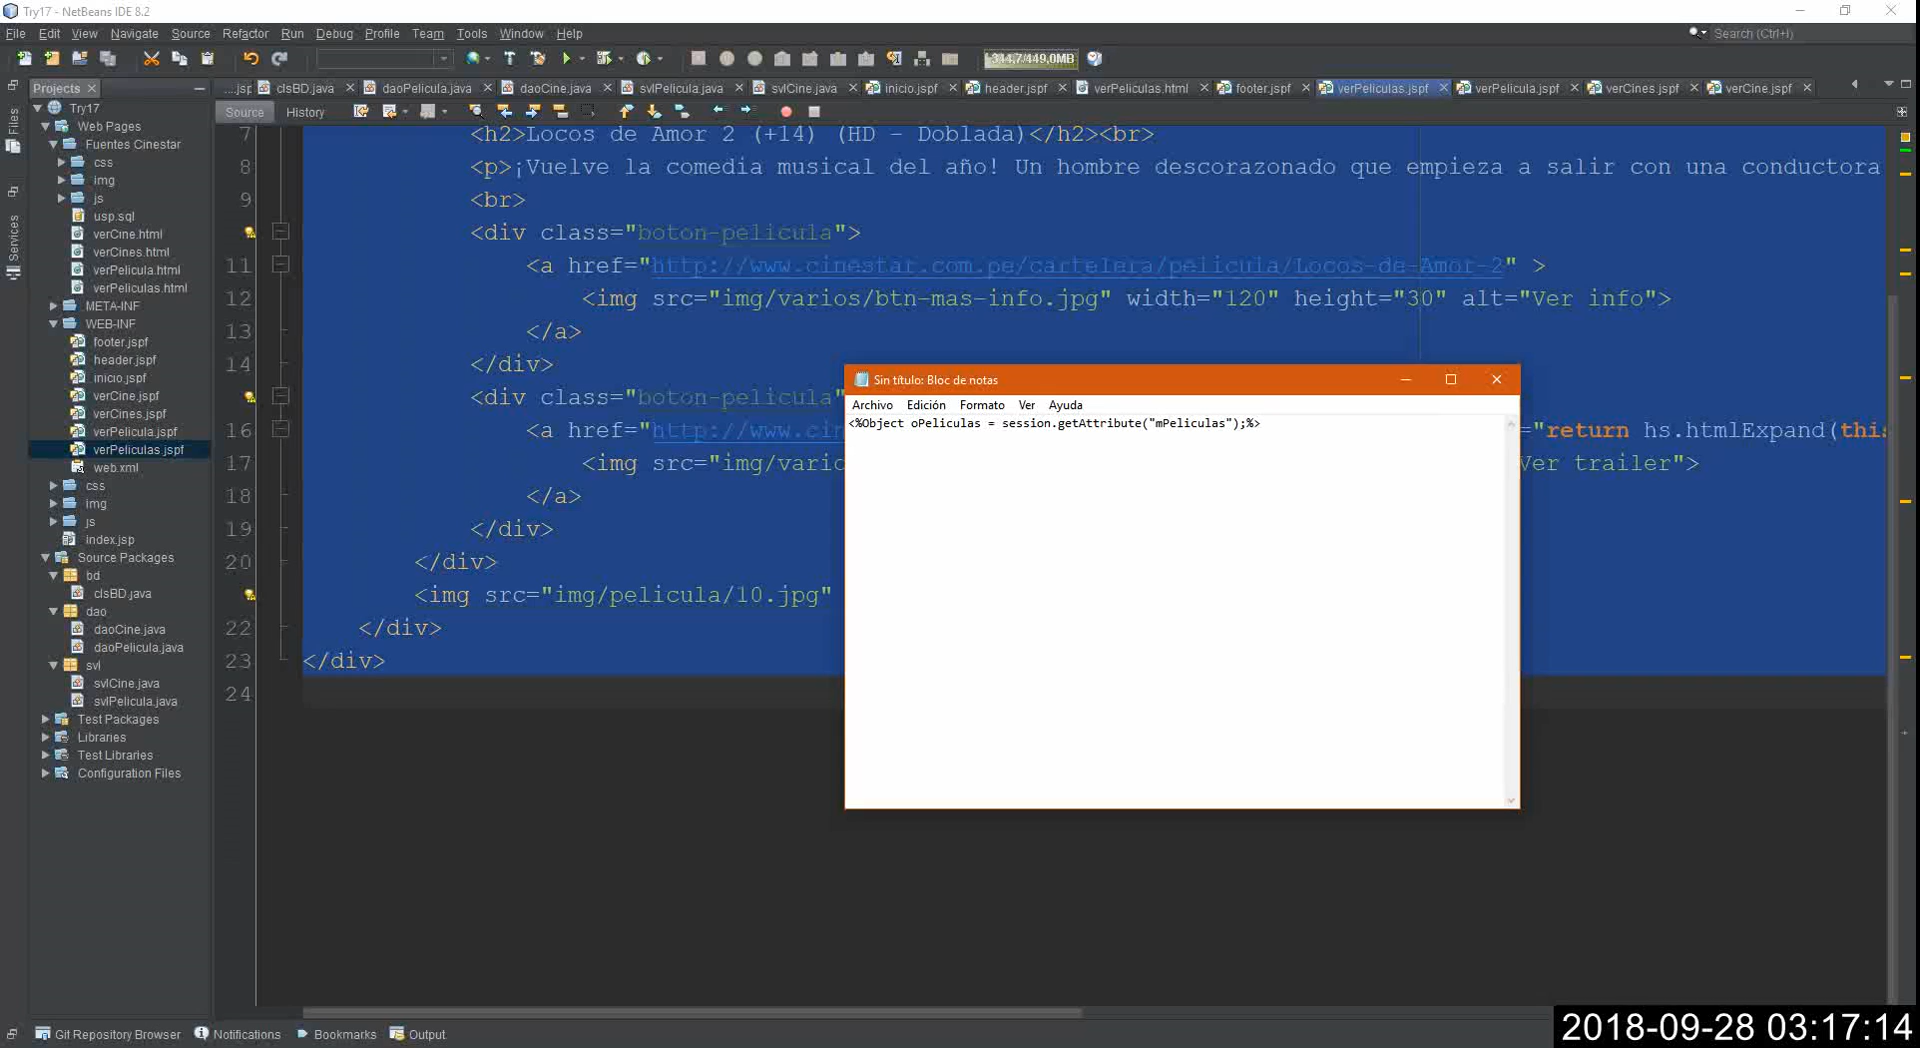 Try17 - NetBeans IDE 8.2
File Edit View Navigate Source Refactor Run Debug Profile Team Tools Window Help
Search (Ctrl+I)
314,7/449,0MB
Projects
...jsp clsBD.java daoPelicula.java daoCine.java svlPelicula.java svlCine.java inicio.jspf header.jspf verPeliculas.html footer.jspf verPeliculas.jspf verPelicula.jspf verCines.jspf verCine.jspf
Source History
Files
Services
Try17
Web Pages
Fuentes Cinestar
css
img
js
usp.sql
verCine.html
verCines.html
verPelicula.html
verPeliculas.html
META-INF
WEB-INF
footer.jspf
header.jspf
inicio.jspf
verCine.jspf
verCines.jspf
verPelicula.jspf
verPeliculas.jspf
web.xml
css
img
js
index.jsp
Source Packages
bd
clsBD.java
dao
daoCine.java
daoPelicula.java
svl
svlCine.java
svlPelicula.java
Test Packages
Libraries
Test Libraries
Configuration Files
7 <h2>Locos de Amor 2 (+14) (HD - Doblada)</h2><br>
8 <p>¡Vuelve la comedia musical del año! Un hombre descorazonado que empieza a salir con una conductora
9 <br>
<div class="boton-pelicula">
11 <a href="http://www.cinestar.com.pe/cartelera/pelicula/Locos-de-Amor-2" >
12 <img src="img/varios/btn-mas-info.jpg" width="120" height="30" alt="Ver info">
13 </a>
14 </div>
<div class="boton-pelicula"
16 <a href="http://www.cin ="return hs.htmlExpand(this
17 <img src="img/vario Ver trailer">
18 </a>
19 </div>
20 </div>
<img src="img/pelicula/10.jpg"
22 </div>
23 </div>
24
Sin título: Bloc de notas
Archivo Edición Formato Ver Ayuda
<%Object oPeliculas = session.getAttribute("mPeliculas");%>
Git Repository Browser Notifications Bookmarks Output
2018-09-28 03:17:14